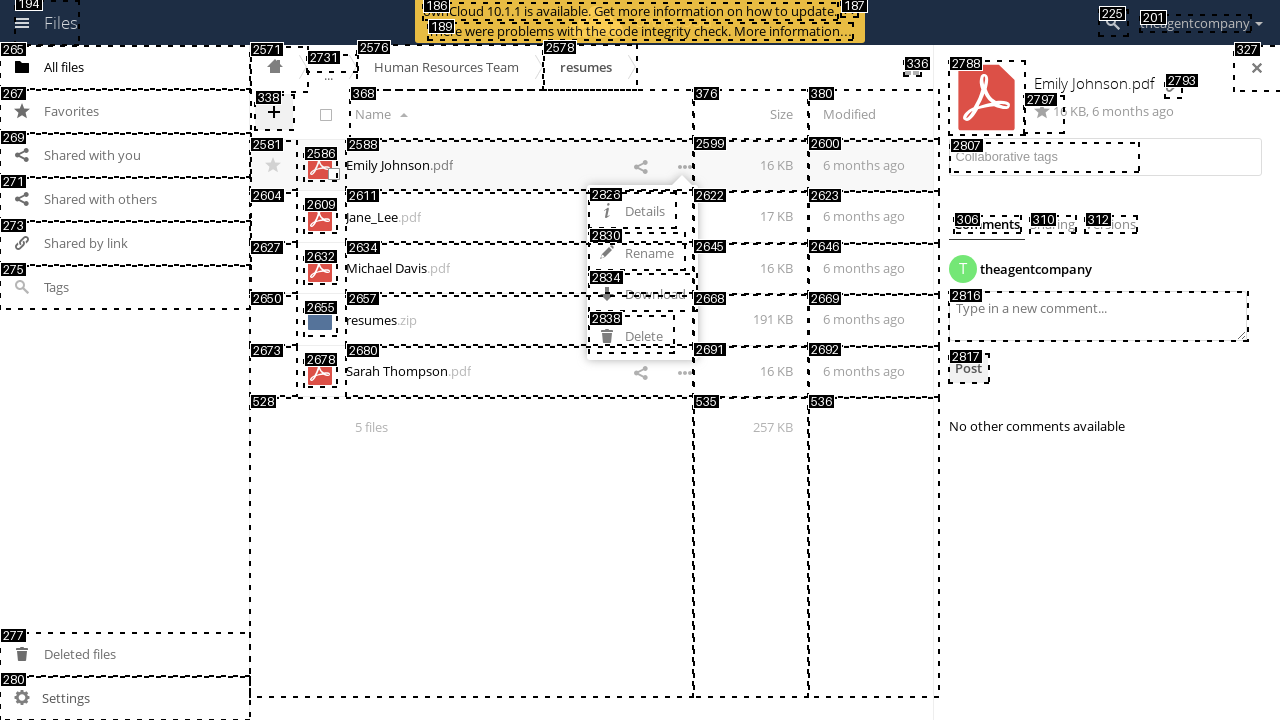 194
Files
186
ownCloud 10.1.1 is available. Get more information on how to update.
187
189
There were problems with the code integrity check. More information…
225
201
theagentcompany
265
All files
267
Favorites
269
Shared with you
271
Shared with others
273
Shared by link
275
Tags
277
Deleted files
280
Settings
2571
2731
...
2576
Human Resources Team
2578
resumes
336
338
+
368
Name
376
Size
380
Modified
2581
2586
2588
Emily Johnson.pdf
2599
16 KB
2600
6 months ago
2604
2609
2611
Jane_Lee.pdf
2622
17 KB
2623
6 months ago
2627
2632
2634
Michael Davis.pdf
2645
16 KB
2646
6 months ago
2650
2655
2657
resumes.zip
2668
191 KB
2669
6 months ago
2673
2678
2680
Sarah Thompson.pdf
2691
16 KB
2692
6 months ago
2826
Details
2830
Rename
2834
Download
2838
Delete
528
5 files
535
257 KB
536
327
2788
Emily Johnson.pdf
2793
2797
16 KB, 6 months ago
2807
Collaborative tags
306
Comments
310
Sharing
312
Versions
T
theagentcompany
2816
Type in a new comment...
2817
Post
No other comments available